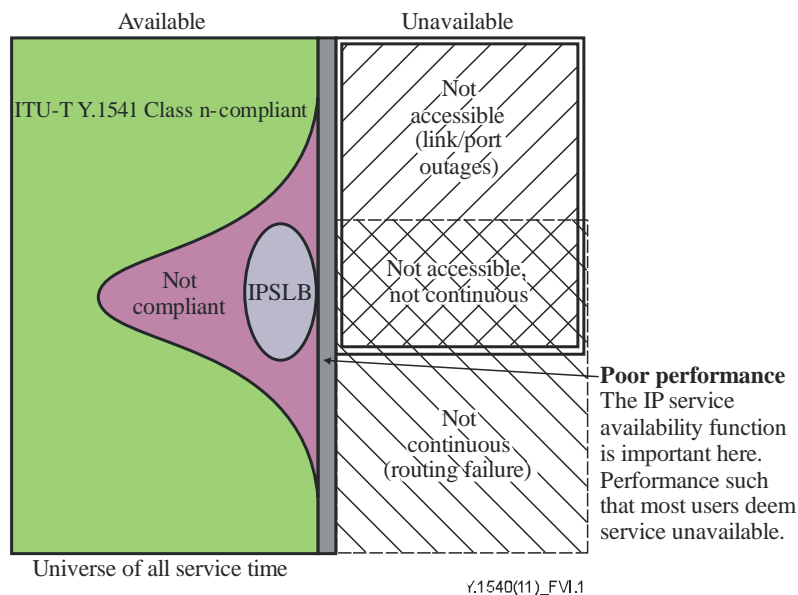 Available
Unavailable
ITU-T Y.1541 Class n-compliant
Not
accessible
(link/port
outages)
Not accessible,
not continuous
Not
compliant
IPSLB
Not
continuous
(routing failure)
Poor performance
The IP service
availability function
is important here.
Performance such
that most users deem
service unavailable.
Universe of all service time
Y.1540(11)_FVI.1